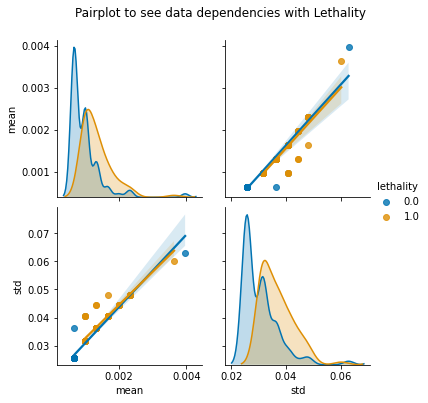 Pairplot to see data dependencies with Lethality
0.004
0.003
0.002
0.001
mean
lethality
0.0
1.0
0.07
0.06
0.05
0.04
0.03
std
0.002
0.004
mean
0.02
0.04
0.06
std